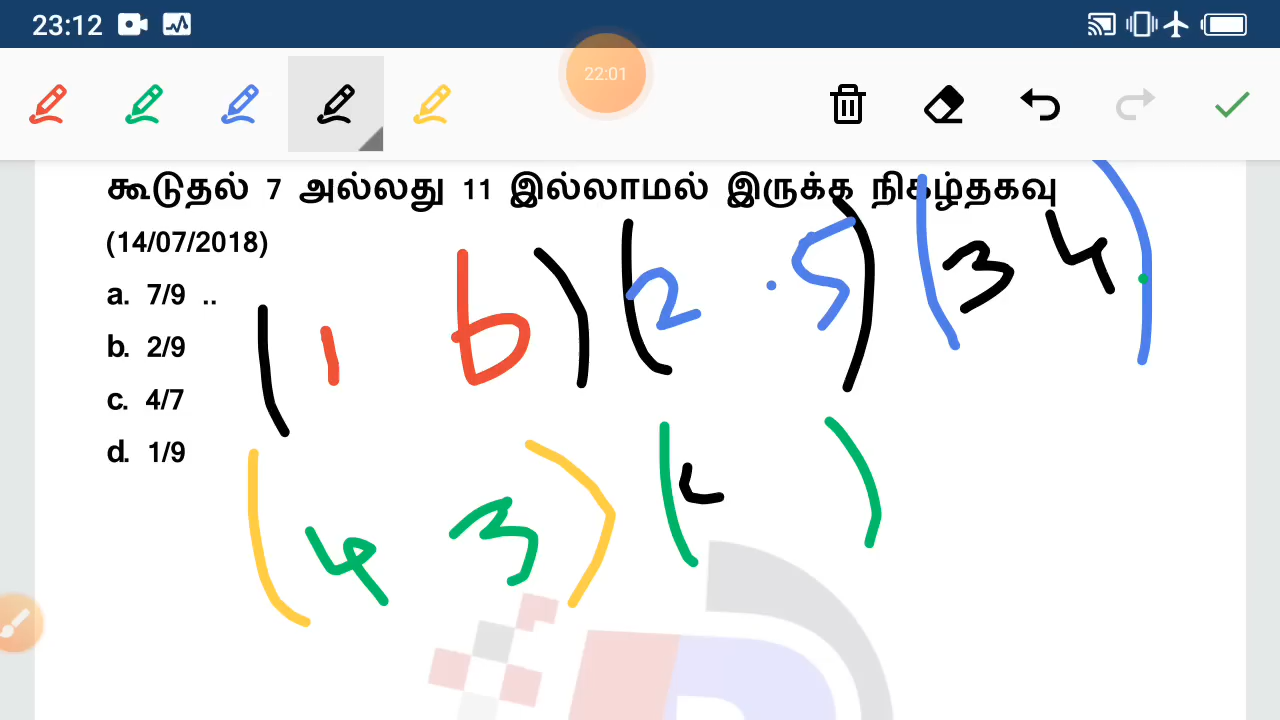 23:12
22:01
கூடுதல் 7 அல்லது 11 இல்லாமல் இருக்க நிகழ்தகவு
(14/07/2018)
a. 7/9 ..
b. 2/9
c. 4/7
d. 1/9
(1 6) (2 . 5) (3 4)
(4 3) ( )